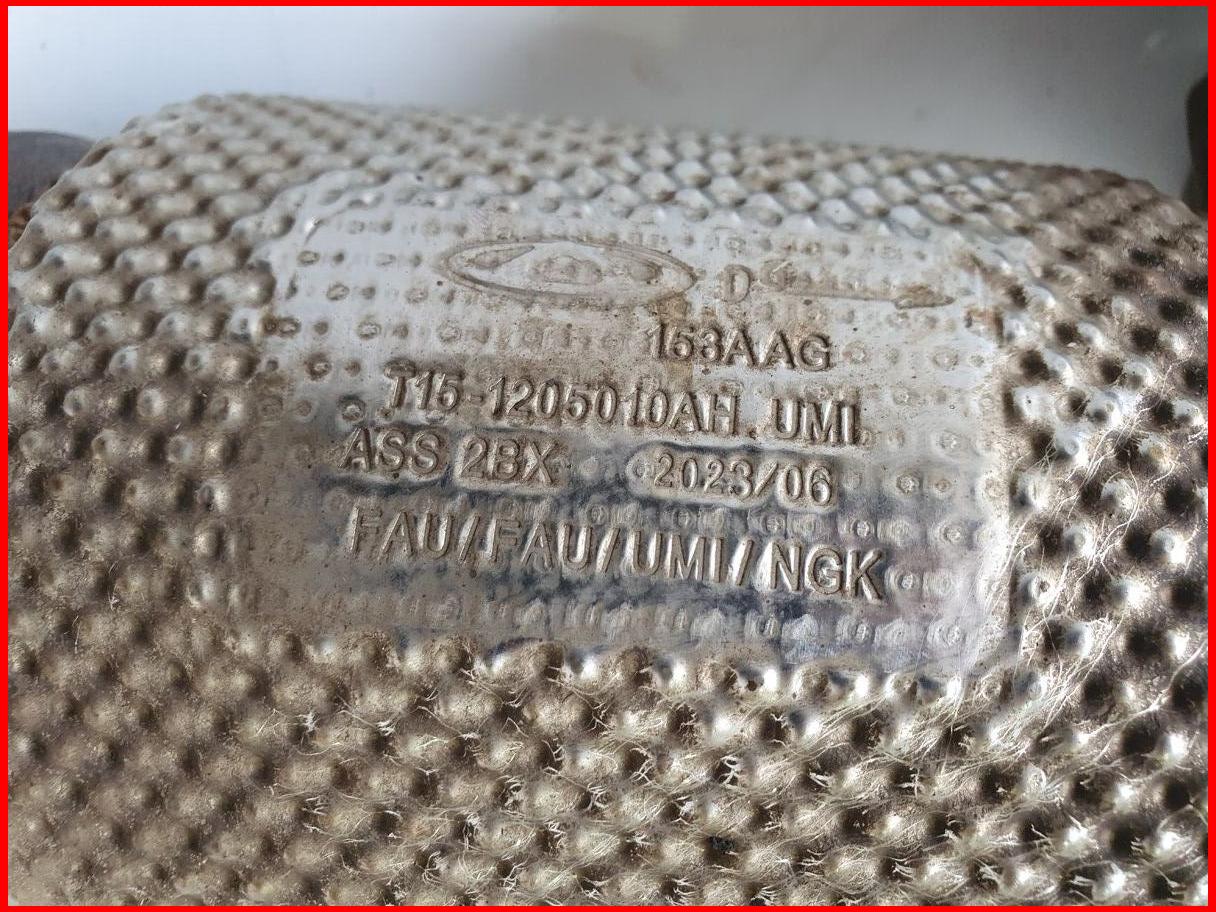 D
153AAG
T15-1205010AH UMI
ASS 2BX 2023/06
FAU/FAU/UMI/NGK